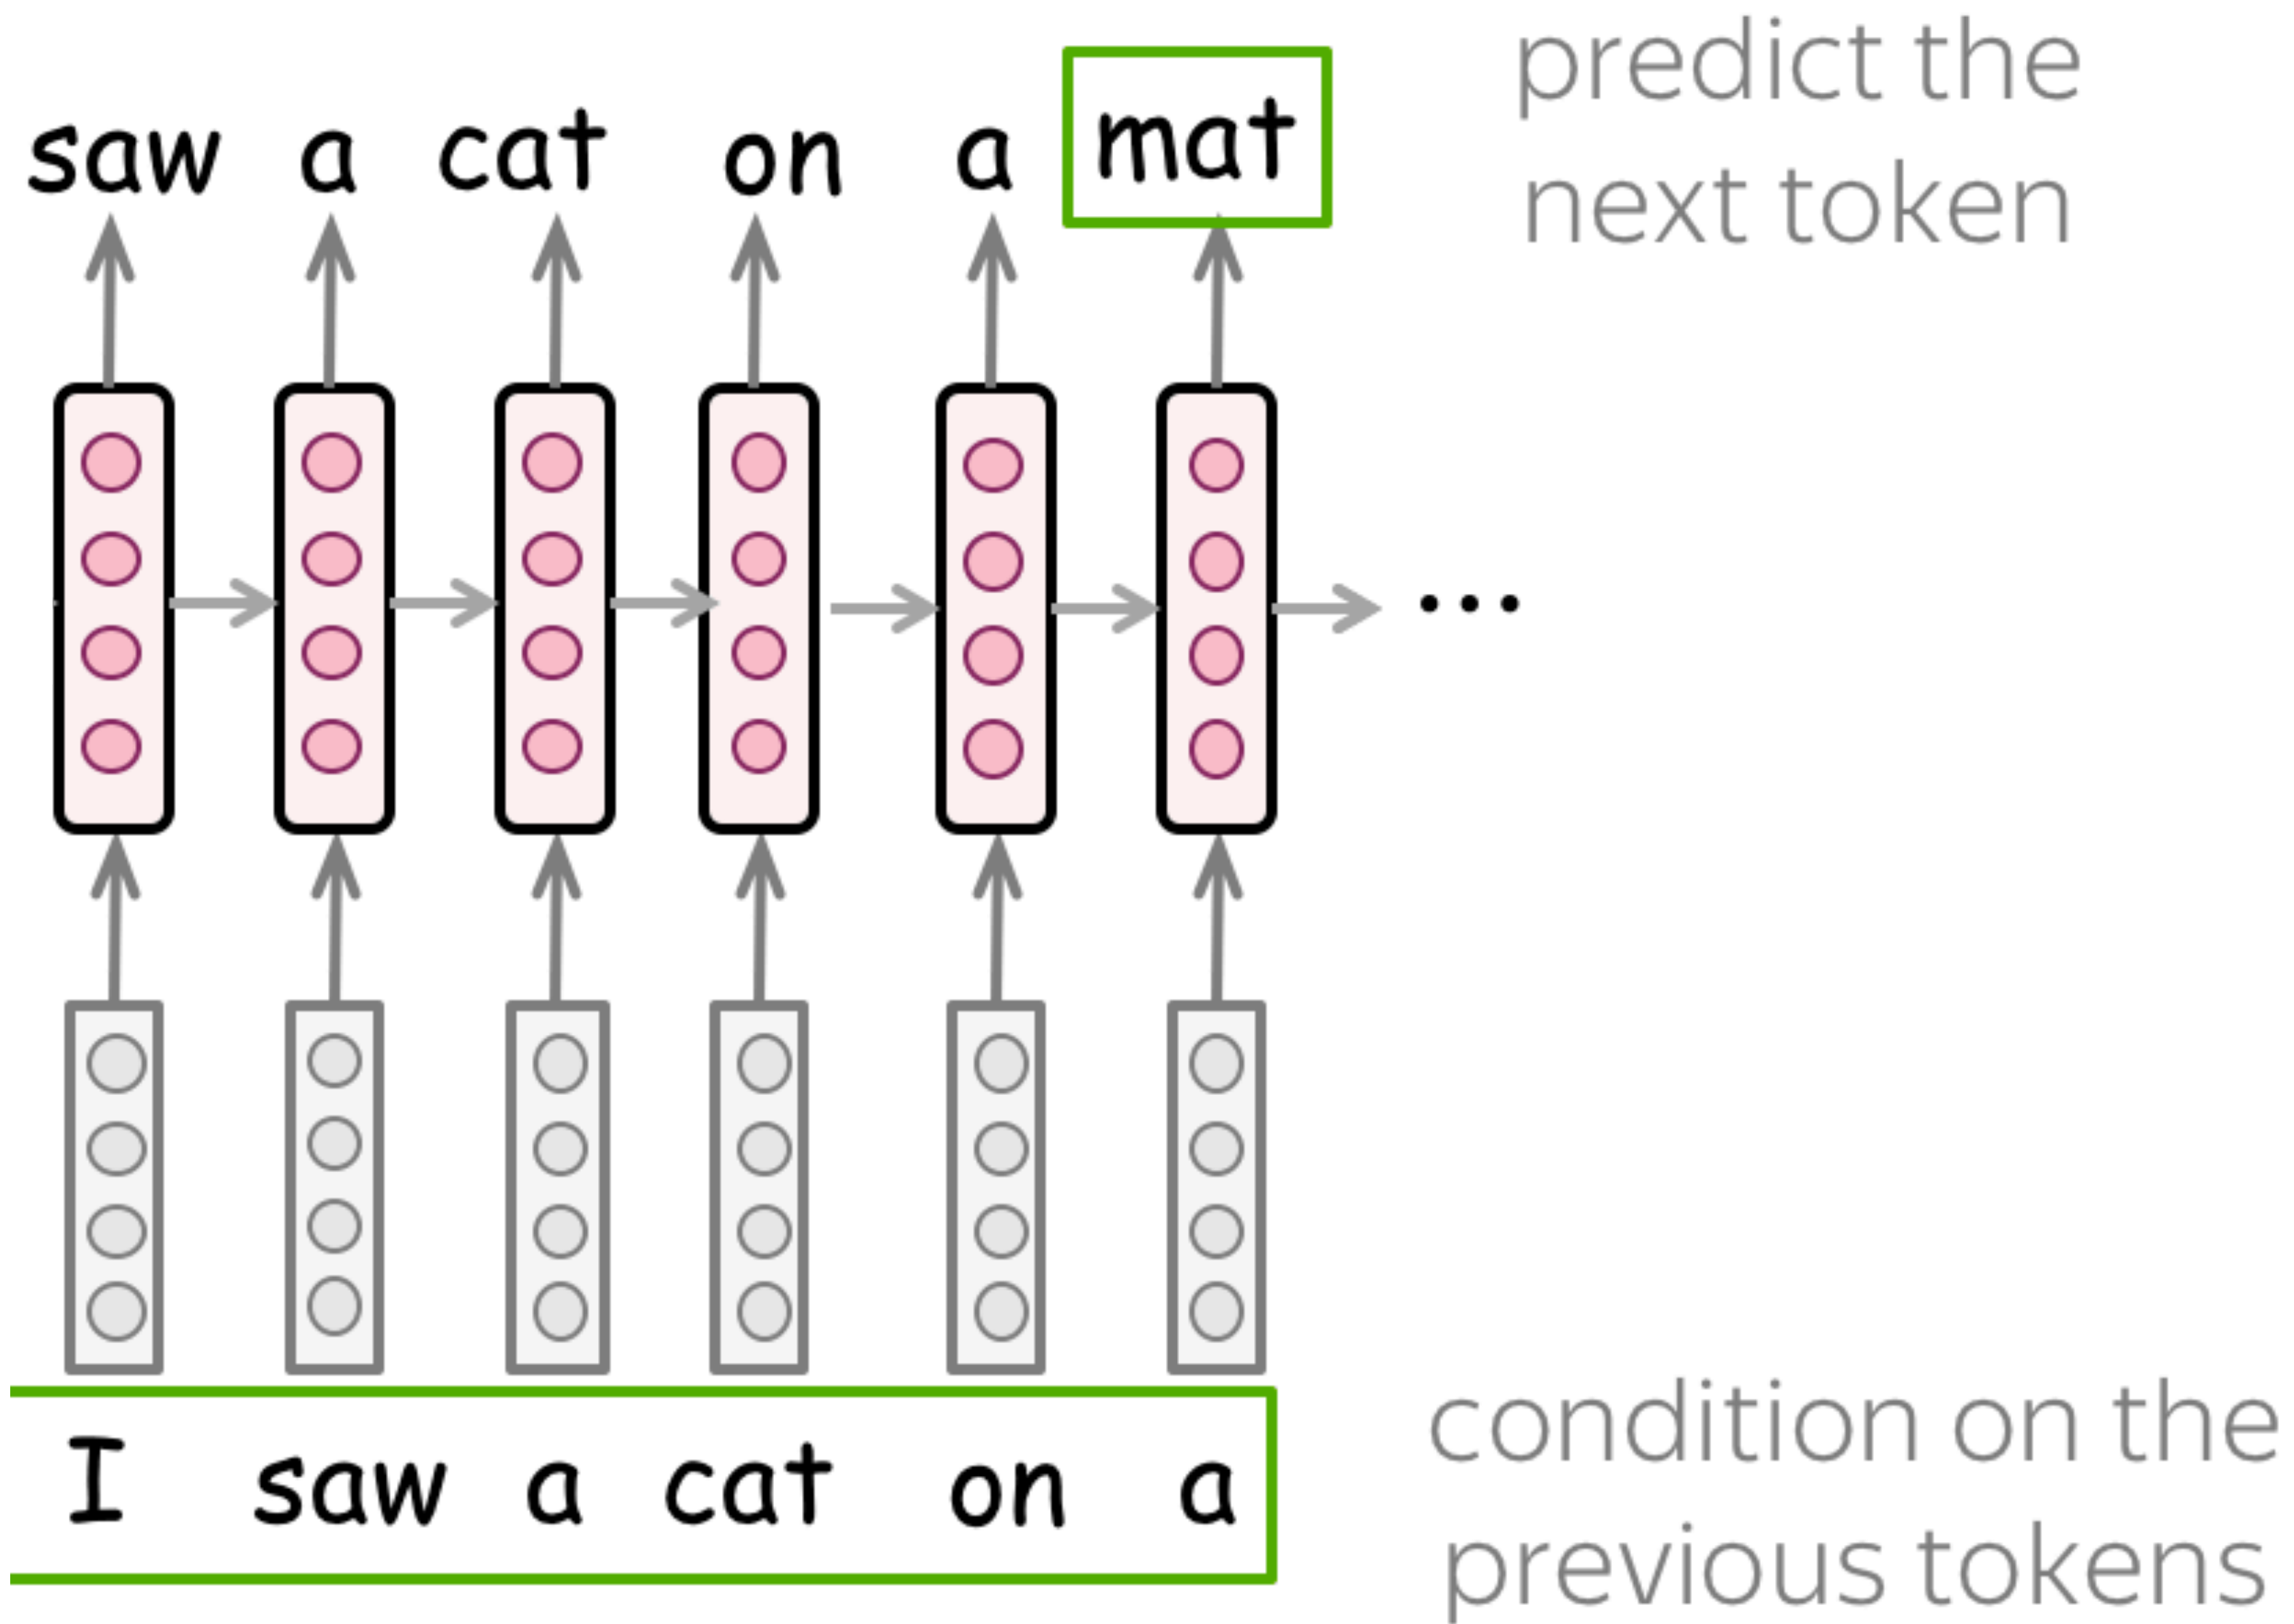 saw a cat on a mat
predict the
next token
...
I saw a cat on a
condition on the
previous tokens